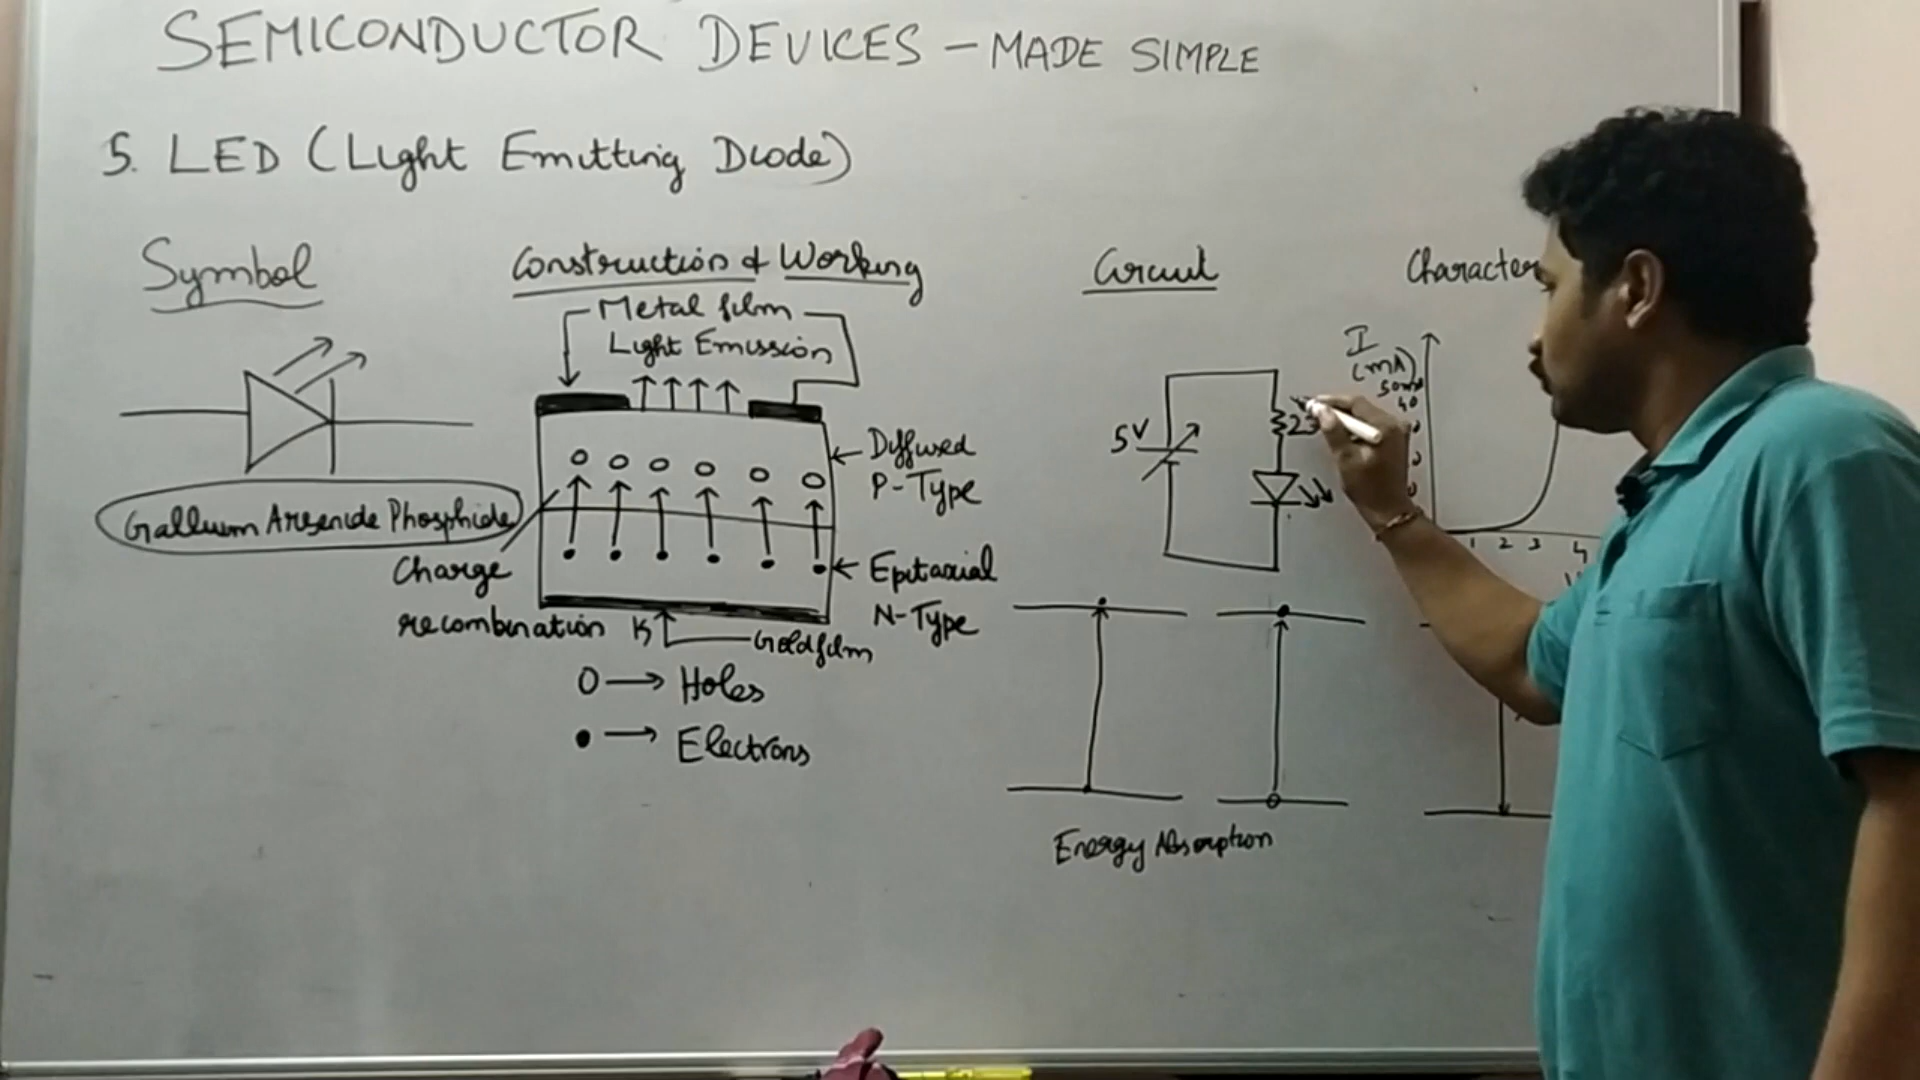 SEMICONDUCTOR DEVICES - MADE SIMPLE
5. LED (Light Emitting Diode)
Symbol
Gallium Arsenide Phosphide
Construction & Working
Metal film
Light Emission
Diffused
P-Type
Epitaxial
N-Type
Charge
recombination
K
Goldfilm
O → Holes
• → Electrons
Circuit
5V
Energy Absorption
I
(mA)
50mA
40
1 2 3 4